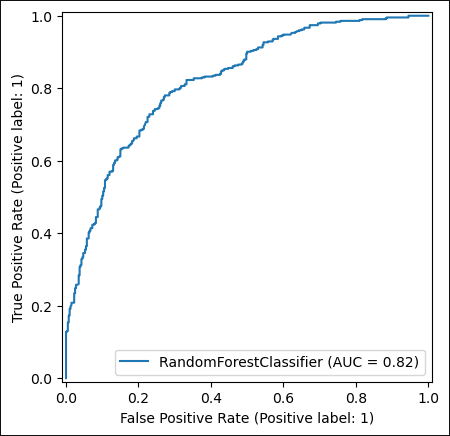 1.0
0.8
0.6
0.4
0.2
0.0
True Positive Rate (Positive label: 1)
RandomForestClassifier (AUC = 0.82)
0.0 0.2 0.4 0.6 0.8 1.0
False Positive Rate (Positive label: 1)